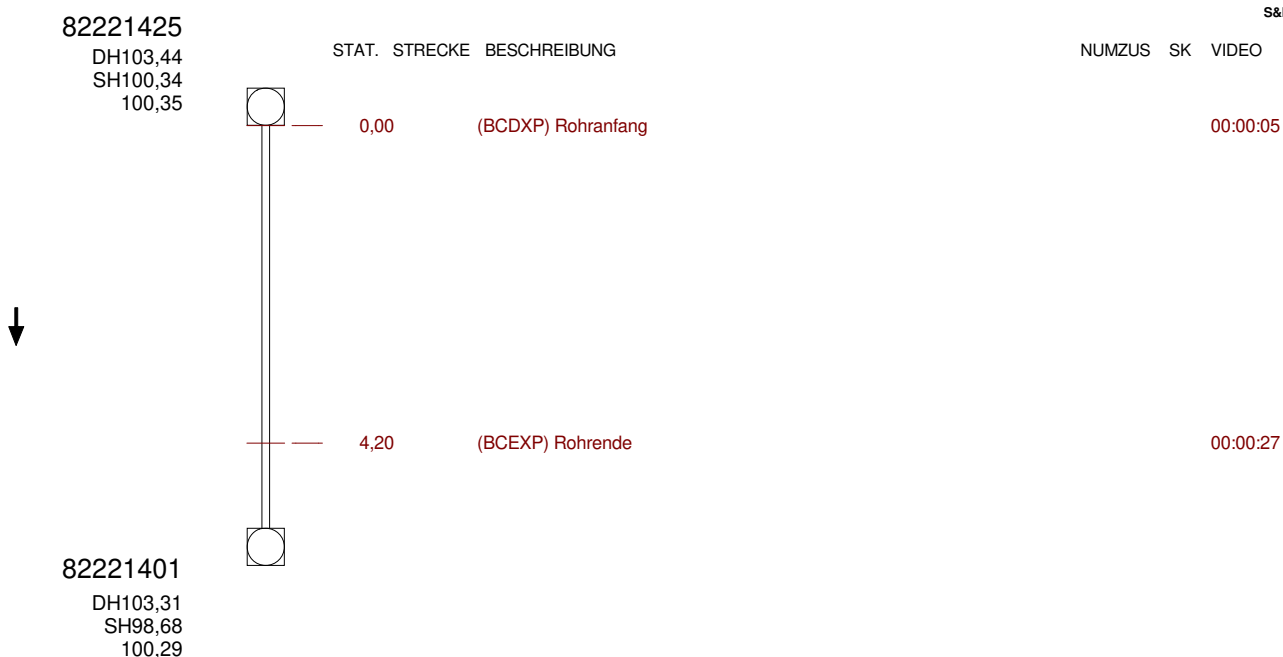 S&
82221425
DH103,44
SH100,34
100,35
STAT. STRECKE BESCHREIBUNG NUMZUS SK VIDEO
0,00 (BCDXP) Rohranfang 00:00:05
4,20 (BCEXP) Rohrende 00:00:27
82221401
DH103,31
SH98,68
100,29